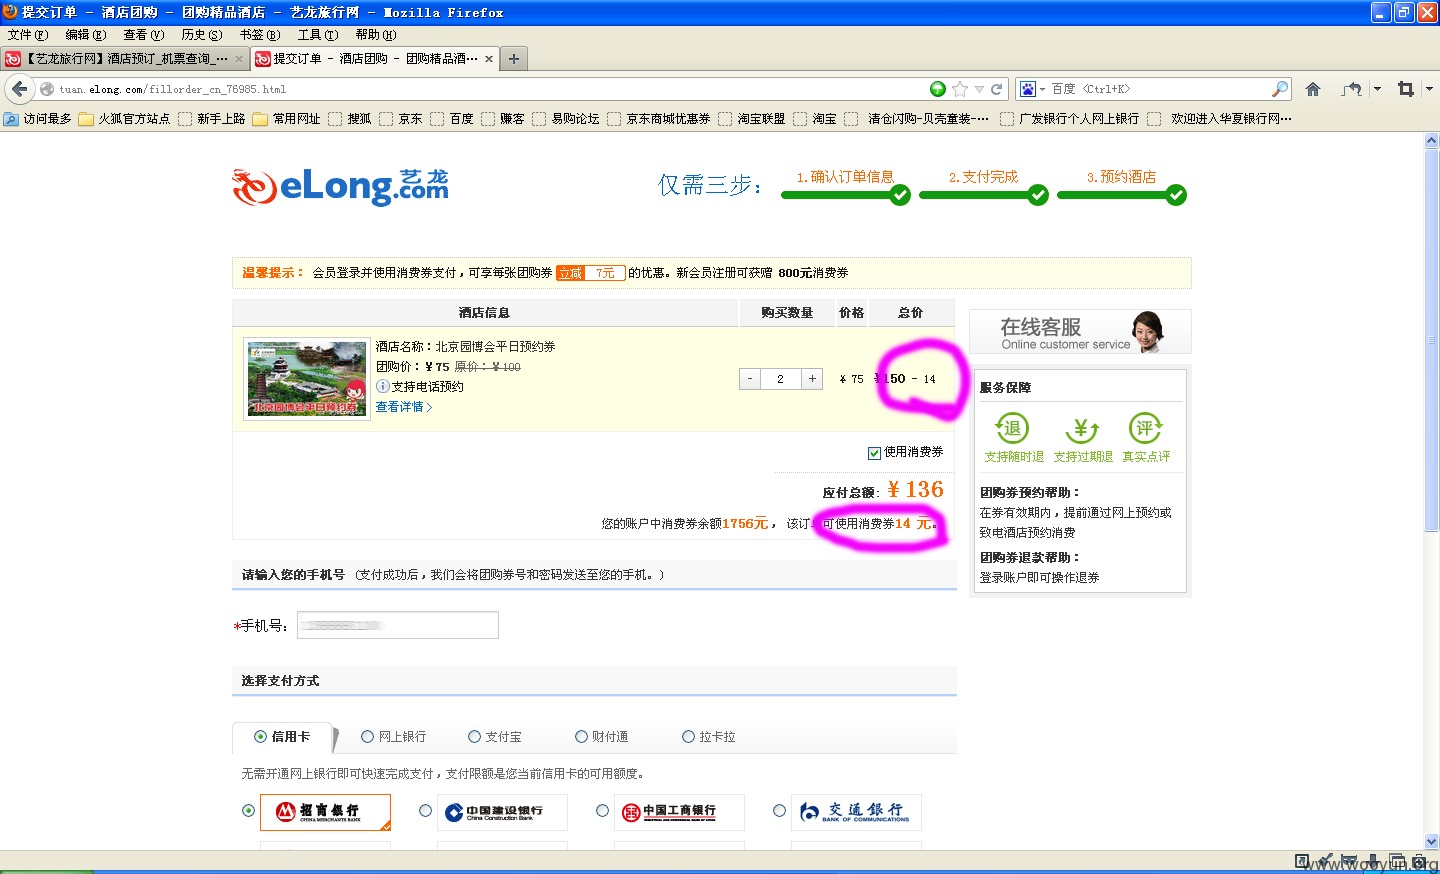 提交订单 - 酒店团购 - 团购精品酒店 - 艺龙旅行网 - Mozilla Firefox
文件(F) 编辑(E) 查看(V) 历史(S) 书签(B) 工具(T) 帮助(H)
【艺龙旅行网】酒店预订_机票查询_··· × 提交订单 - 酒店团购 - 团购精品酒··· × +
tuan.elong.com/fillorder_cn_76985.html 百度 <Ctrl+K>
访问最多 火狐官方站点 新手上路 常用网址 搜狐 京东 百度 赚客 易购论坛 京东商城优惠券 淘宝联盟 淘宝 清仓闪购-贝壳童装-··· 广发银行个人网上银行 欢迎进入华夏银行网···
eLong艺龙.com
仅需三步： 1.确认订单信息 2.支付完成 3.预约酒店
温馨提示： 会员登录并使用消费券支付，可享每张团购券 立减 7元 的优惠。新会员注册可获赠 800元消费券
酒店信息 购买数量 价格 总价
酒店名称：北京园博会平日预约券
团购价：¥75 原价：¥100
支持电话预约
查看详情 >
北京园博会平日预约券
- 2 + ¥ 75 ¥150 - 14
使用消费券
应付总额: ¥136
您的账户中消费券余额1756元， 该订单可使用消费券14 元。
在线客服
Online customer service
服务保障
退 ¥ 评
支持随时退 支持过期退 真实点评
团购券预约帮助：
在券有效期内，提前通过网上预约或
致电酒店预约消费
团购券退款帮助：
登录账户即可操作退券
请输入您的手机号 （支付成功后，我们会将团购券号和密码发送至您的手机。）
*手机号：
选择支付方式
信用卡 网上银行 支付宝 财付通 拉卡拉
无需开通网上银行即可快速完成支付，支付限额是您当前信用卡的可用额度。
招商银行 CHINA MERCHANTS BANK
中国建设银行 China Construction Bank
中国工商银行 INDUSTRIAL AND COMMERCIAL BANK OF CHINA
交通银行 BANK OF COMMUNICATIONS
www.wooyun.org